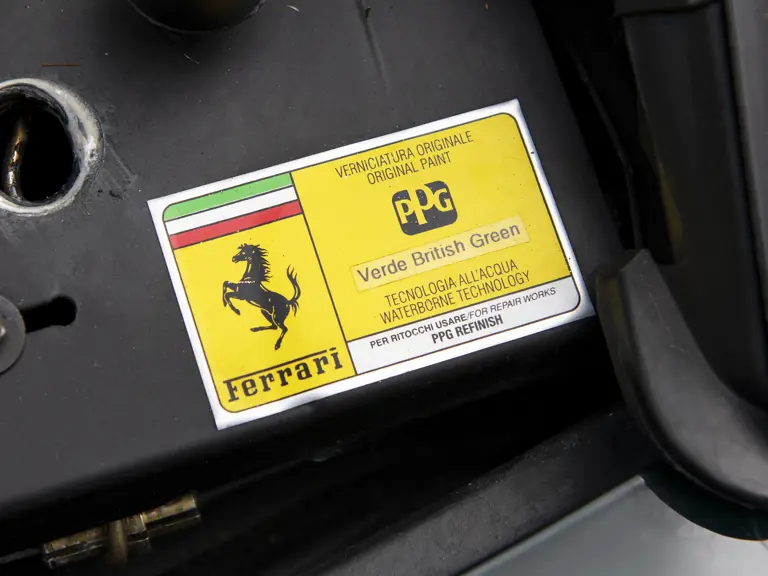 VERNICIATURA ORIGINALE
ORIGINAL PAINT
PPG
Verde British Green
TECNOLOGIA ALL'ACQUA
WATERBORNE TECHNOLOGY
PER RITOCCHI USARE/FOR REPAIR WORKS
PPG REFINISH
Ferrari